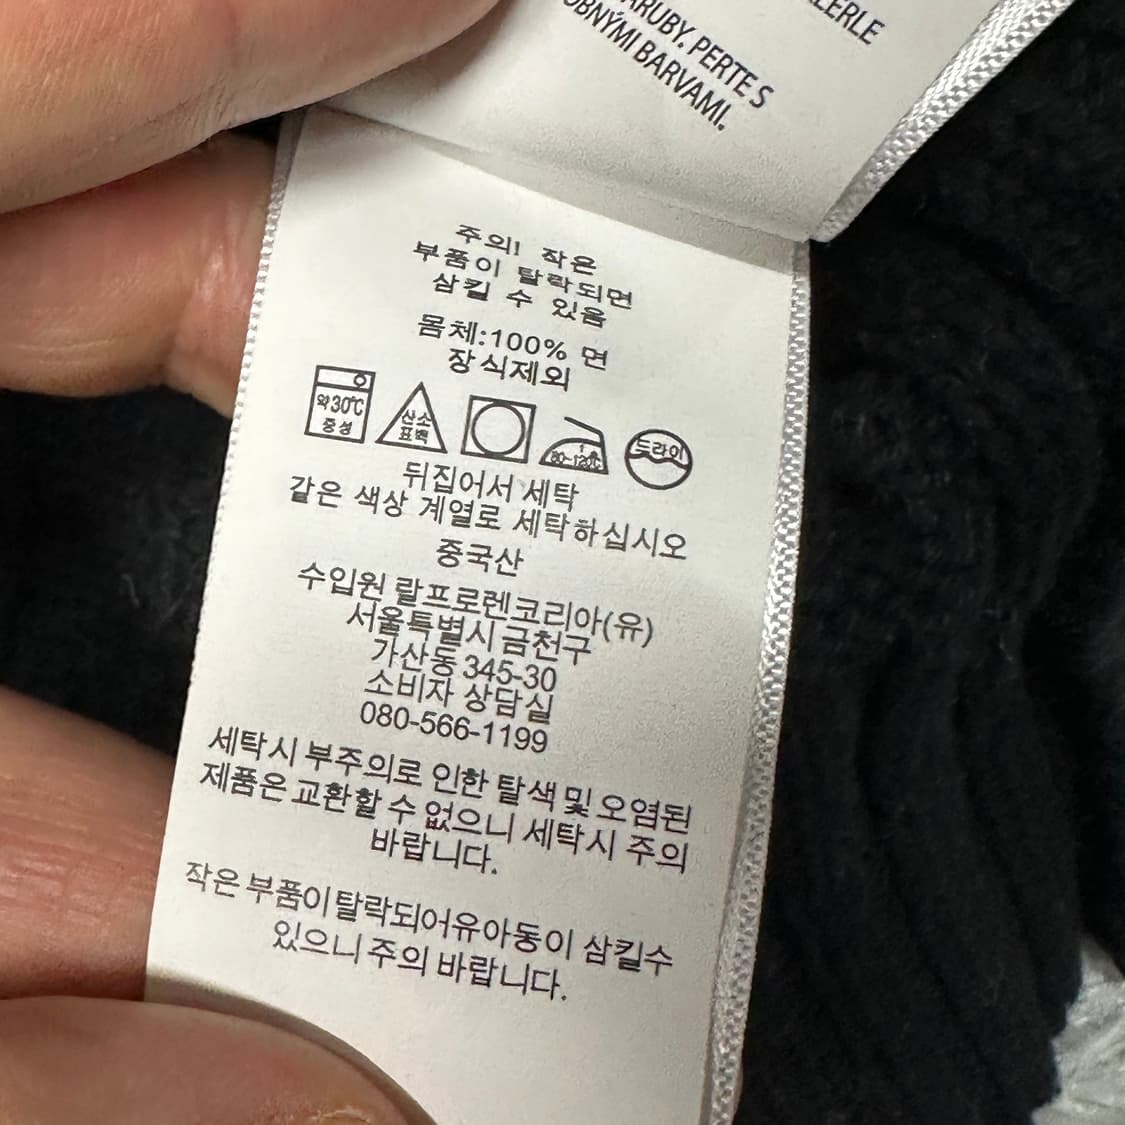 ARUBY. PERTE S
OBNÝMI BARVAMI.
주의! 작은
부품이 탈락되면
삼킬 수 있음
몸체:100% 면
장식제외
약30℃
중성
산소
표백
80~120℃
드라이
뒤집어서 세탁
같은 색상 계열로 세탁하십시오
중국산
수입원 랄프로렌코리아(유)
서울특별시 금천구
가산동 345-30
소비자 상담실
080-566-1199
세탁시 부주의로 인한 탈색 및 오염된
제품은 교환할 수 없으니 세탁시 주의
바랍니다.
작은 부품이 탈락되어유아동이 삼킬수
있으니 주의 바랍니다.